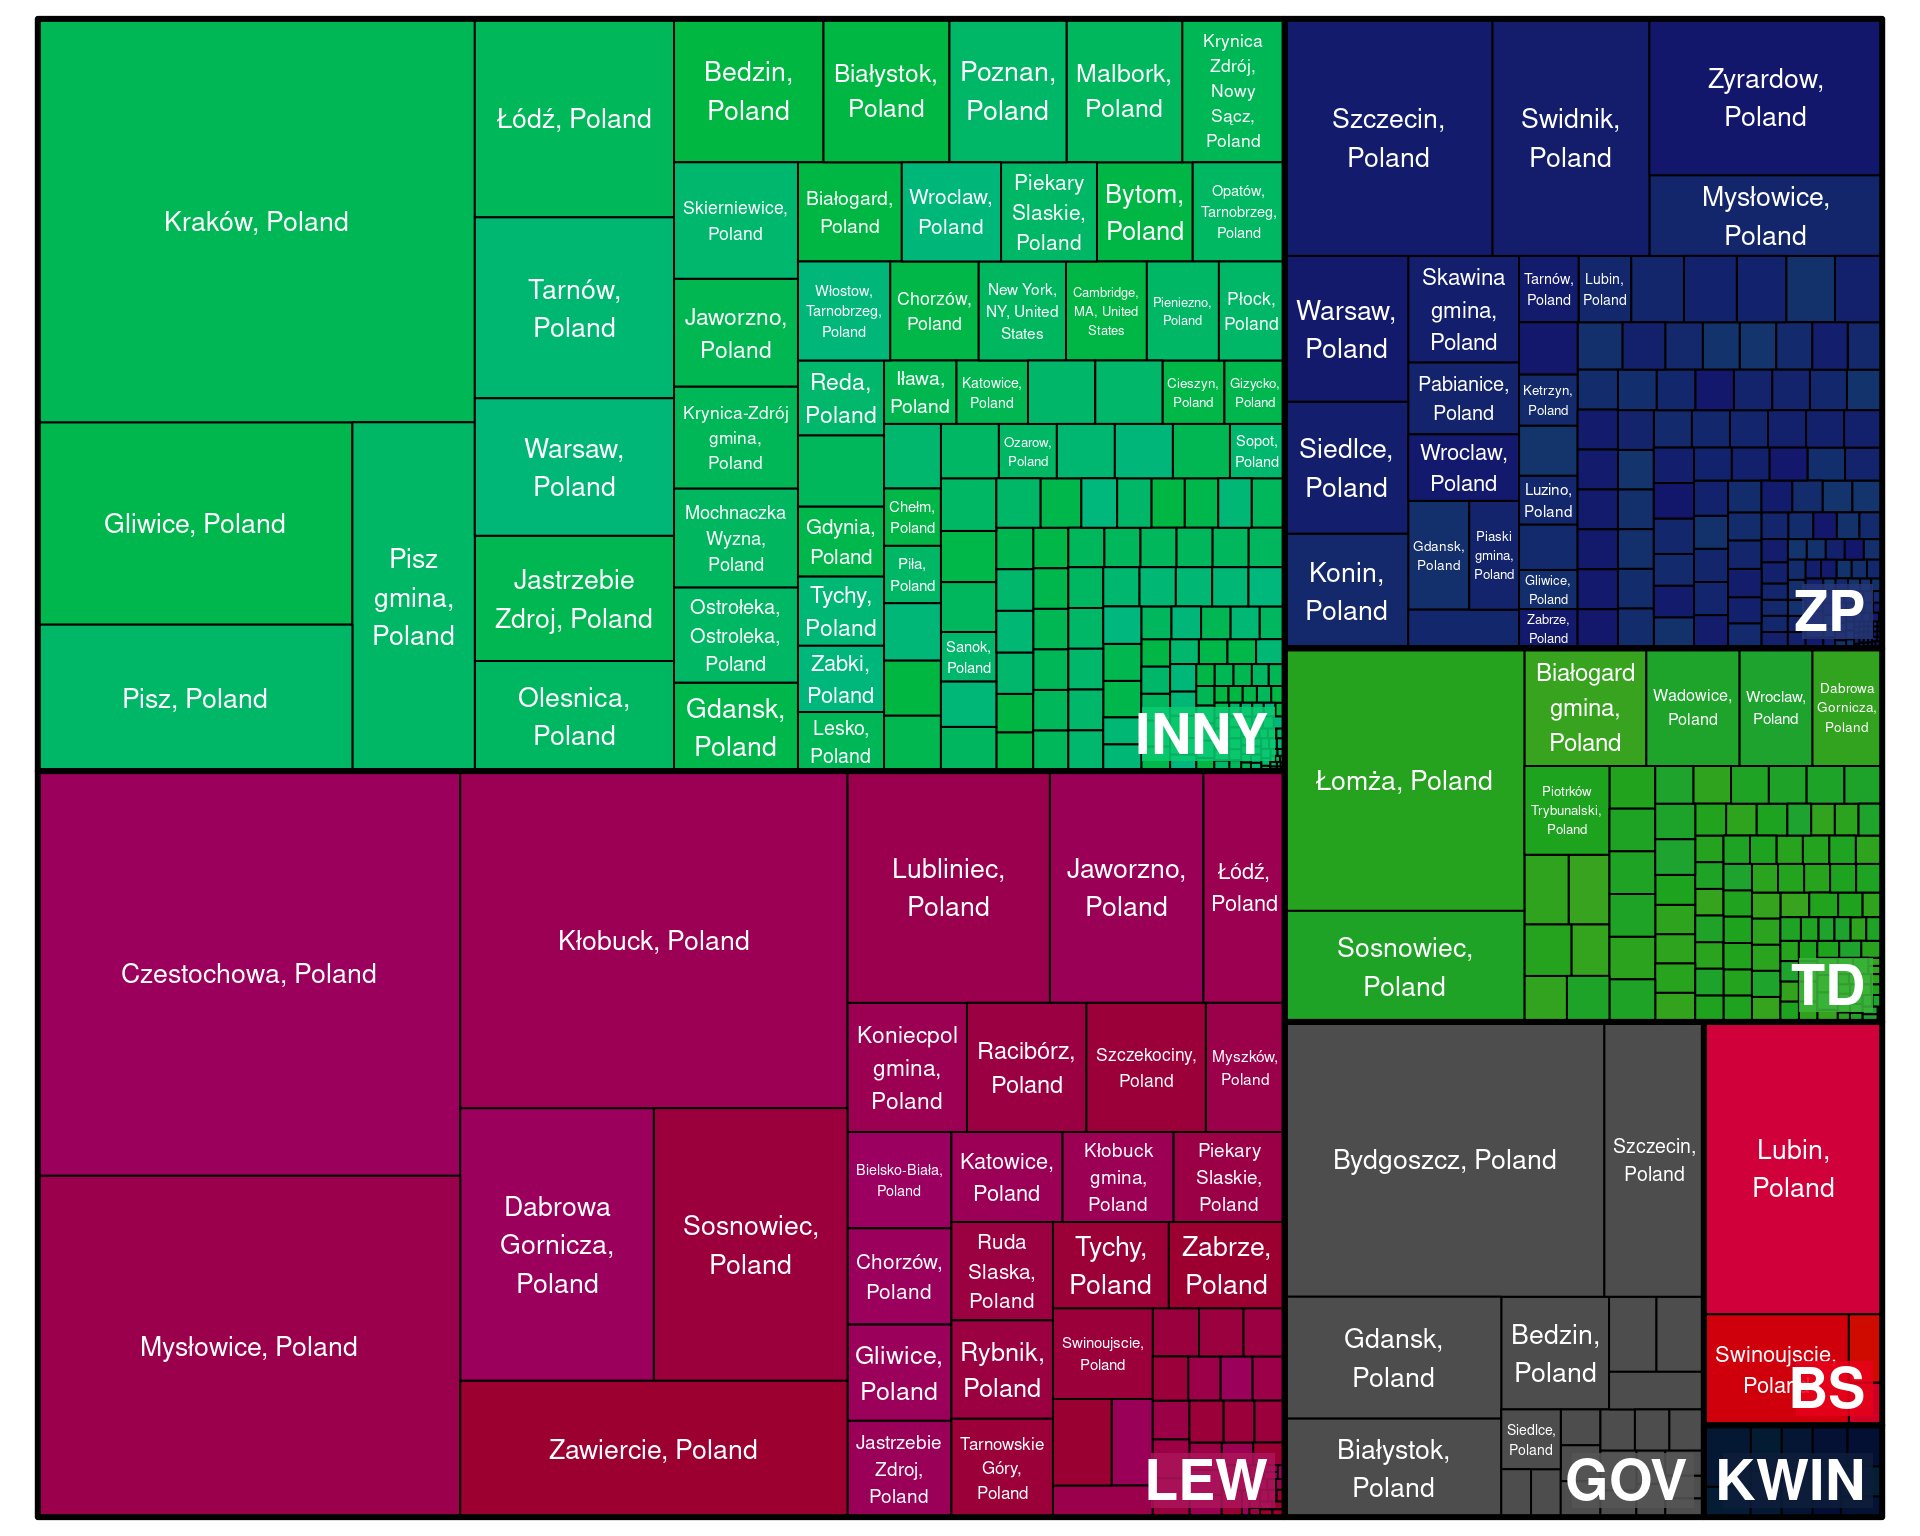 Kraków, Poland
Gliwice, Poland
Pisz, Poland
Pisz
gmina,
Poland
Łódź, Poland
Tarnów,
Poland
Warsaw,
Poland
Jastrzebie
Zdroj, Poland
Olesnica,
Poland
Bedzin,
Poland
Białystok,
Poland
Poznan,
Poland
Malbork,
Poland
Krynica
Zdrój,
Nowy
Sącz,
Poland
Skierniewice,
Poland
Jaworzno,
Poland
Krynica-Zdrój
gmina,
Poland
Mochnaczka
Wyzna,
Poland
Ostrołeka,
Ostroleka,
Poland
Gdansk,
Poland
Białogard,
Poland
Wroclaw,
Poland
Piekary
Slaskie,
Poland
Bytom,
Poland
Opatów,
Tarnobrzeg,
Poland
Włostow,
Tarnobrzeg,
Poland
Chorzów,
Poland
New York,
NY, United
States
Cambridge,
MA, United
States
Pieniezno,
Poland
Płock,
Poland
Reda,
Poland
Iława,
Poland
Katowice,
Poland
Cieszyn,
Poland
Gizycko,
Poland
Ozarow,
Poland
Sopot,
Poland
Gdynia,
Poland
Chełm,
Poland
Piła,
Poland
Tychy,
Poland
Zabki,
Poland
Lesko,
Poland
Sanok,
Poland
INNY
Szczecin,
Poland
Swidnik,
Poland
Zyrardow,
Poland
Mysłowice,
Poland
Warsaw,
Poland
Siedlce,
Poland
Konin,
Poland
Skawina
gmina,
Poland
Pabianice,
Poland
Wroclaw,
Poland
Gdansk,
Poland
Piaski
gmina,
Poland
Tarnów,
Poland
Lubin,
Poland
Ketrzyn,
Poland
Luzino,
Poland
Gliwice,
Poland
Zabrze,
Poland
ZP
Łomża, Poland
Sosnowiec,
Poland
Białogard
gmina,
Poland
Wadowice,
Poland
Wroclaw,
Poland
Dabrowa
Gornicza,
Poland
Piotrków
Trybunalski,
Poland
TD
Czestochowa, Poland
Mysłowice, Poland
Kłobuck, Poland
Dabrowa
Gornicza,
Poland
Sosnowiec,
Poland
Zawiercie, Poland
Lubliniec,
Poland
Jaworzno,
Poland
Łódź,
Poland
Koniecpol
gmina,
Poland
Racibórz,
Poland
Szczekociny,
Poland
Myszków,
Poland
Bielsko-Biała,
Poland
Katowice,
Poland
Kłobuck
gmina,
Poland
Piekary
Slaskie,
Poland
Chorzów,
Poland
Ruda
Slaska,
Poland
Tychy,
Poland
Zabrze,
Poland
Gliwice,
Poland
Rybnik,
Poland
Swinoujscie,
Poland
Jastrzebie
Zdroj,
Poland
Tarnowskie
Góry,
Poland
LEW
Bydgoszcz, Poland
Szczecin,
Poland
Gdansk,
Poland
Białystok,
Poland
Bedzin,
Poland
Siedlce,
Poland
GOV
Lubin,
Poland
Swinoujscie,
Poland
BS
KWIN